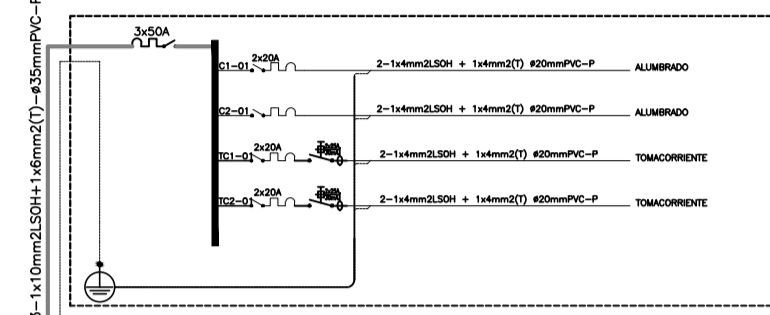 3x50A
-1x10mm2LSOH+1x6mm2(T)-ø35mmPVC-P
C1-01 2x20A 2-1x4mm2LSOH + 1x4mm2(T) ø20mmPVC-P ALUMBRADO
C2-01 2x20A 2-1x4mm2LSOH + 1x4mm2(T) ø20mmPVC-P ALUMBRADO
TC1-01 2x20A 2-1x4mm2LSOH + 1x4mm2(T) ø20mmPVC-P TOMACORRIENTE
TC2-01 2x20A 2-1x4mm2LSOH + 1x4mm2(T) ø20mmPVC-P TOMACORRIENTE